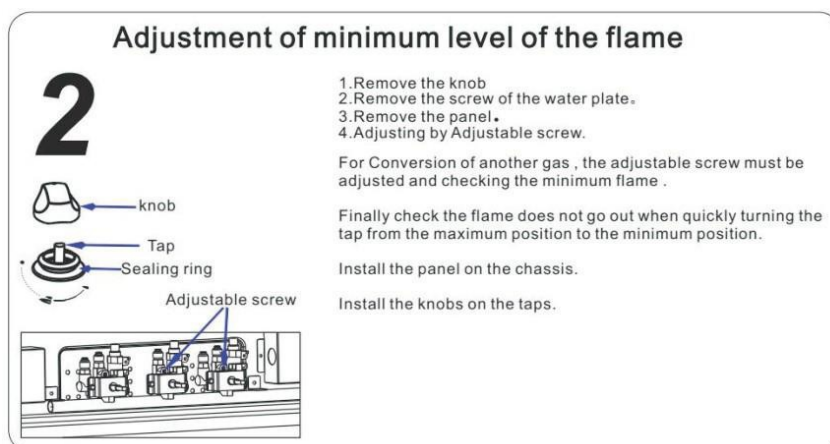 Adjustment of minimum level of the flame
2
1.Remove the knob
2.Remove the screw of the water plate。
3.Remove the panel.
4.Adjusting by Adjustable screw.
For Conversion of another gas , the adjustable screw must be
adjusted and checking the minimum flame .
Finally check the flame does not go out when quickly turning the
tap from the maximum position to the minimum position.
Install the panel on the chassis.
Install the knobs on the taps.
knob
Tap
Sealing ring
Adjustable screw